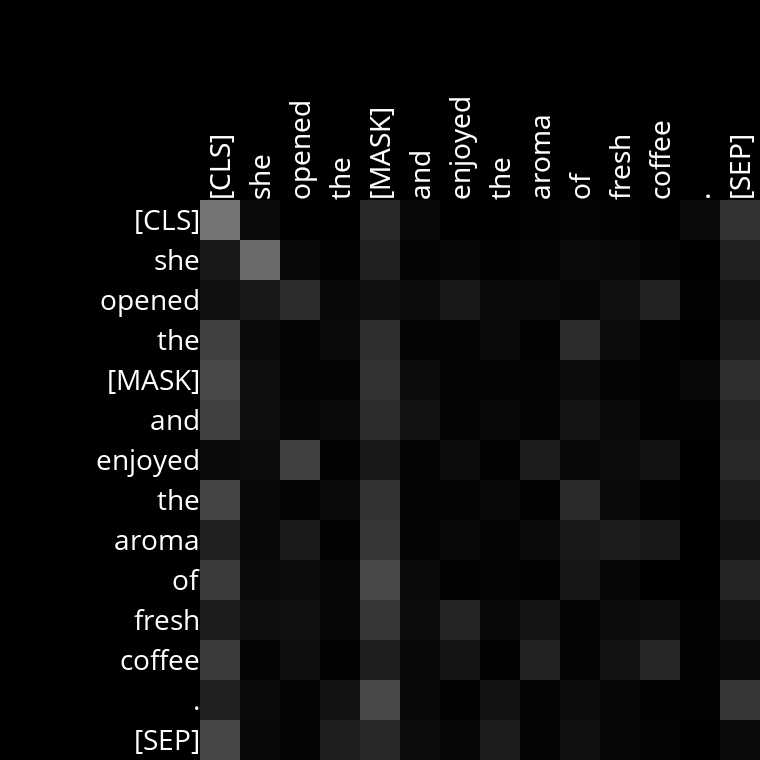 [CLS]
she
opened
the
[MASK]
and
enjoyed
the
aroma
of
fresh
coffee
.
[SEP]
[CLS]
she
opened
the
[MASK]
and
enjoyed
the
aroma
of
fresh
coffee
.
[SEP]